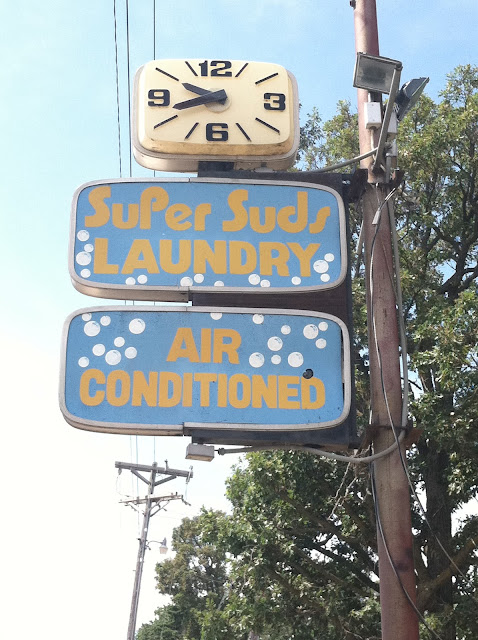 12
9 3
6
SuPer Suds
LAUNDRY
AIR
CONDITIONED